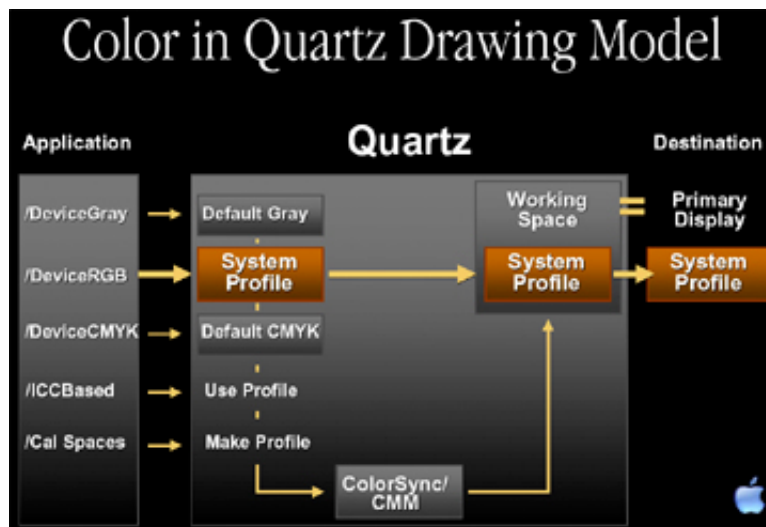 Color in Quartz Drawing Model
Application
Quartz
Destination
/DeviceGray
Default Gray
Working
Space
Primary
Display
/DeviceRGB
System
Profile
System
Profile
System
Profile
/DeviceCMYK
Default CMYK
/ICCBased
Use Profile
/Cal Spaces
Make Profile
ColorSync/
CMM